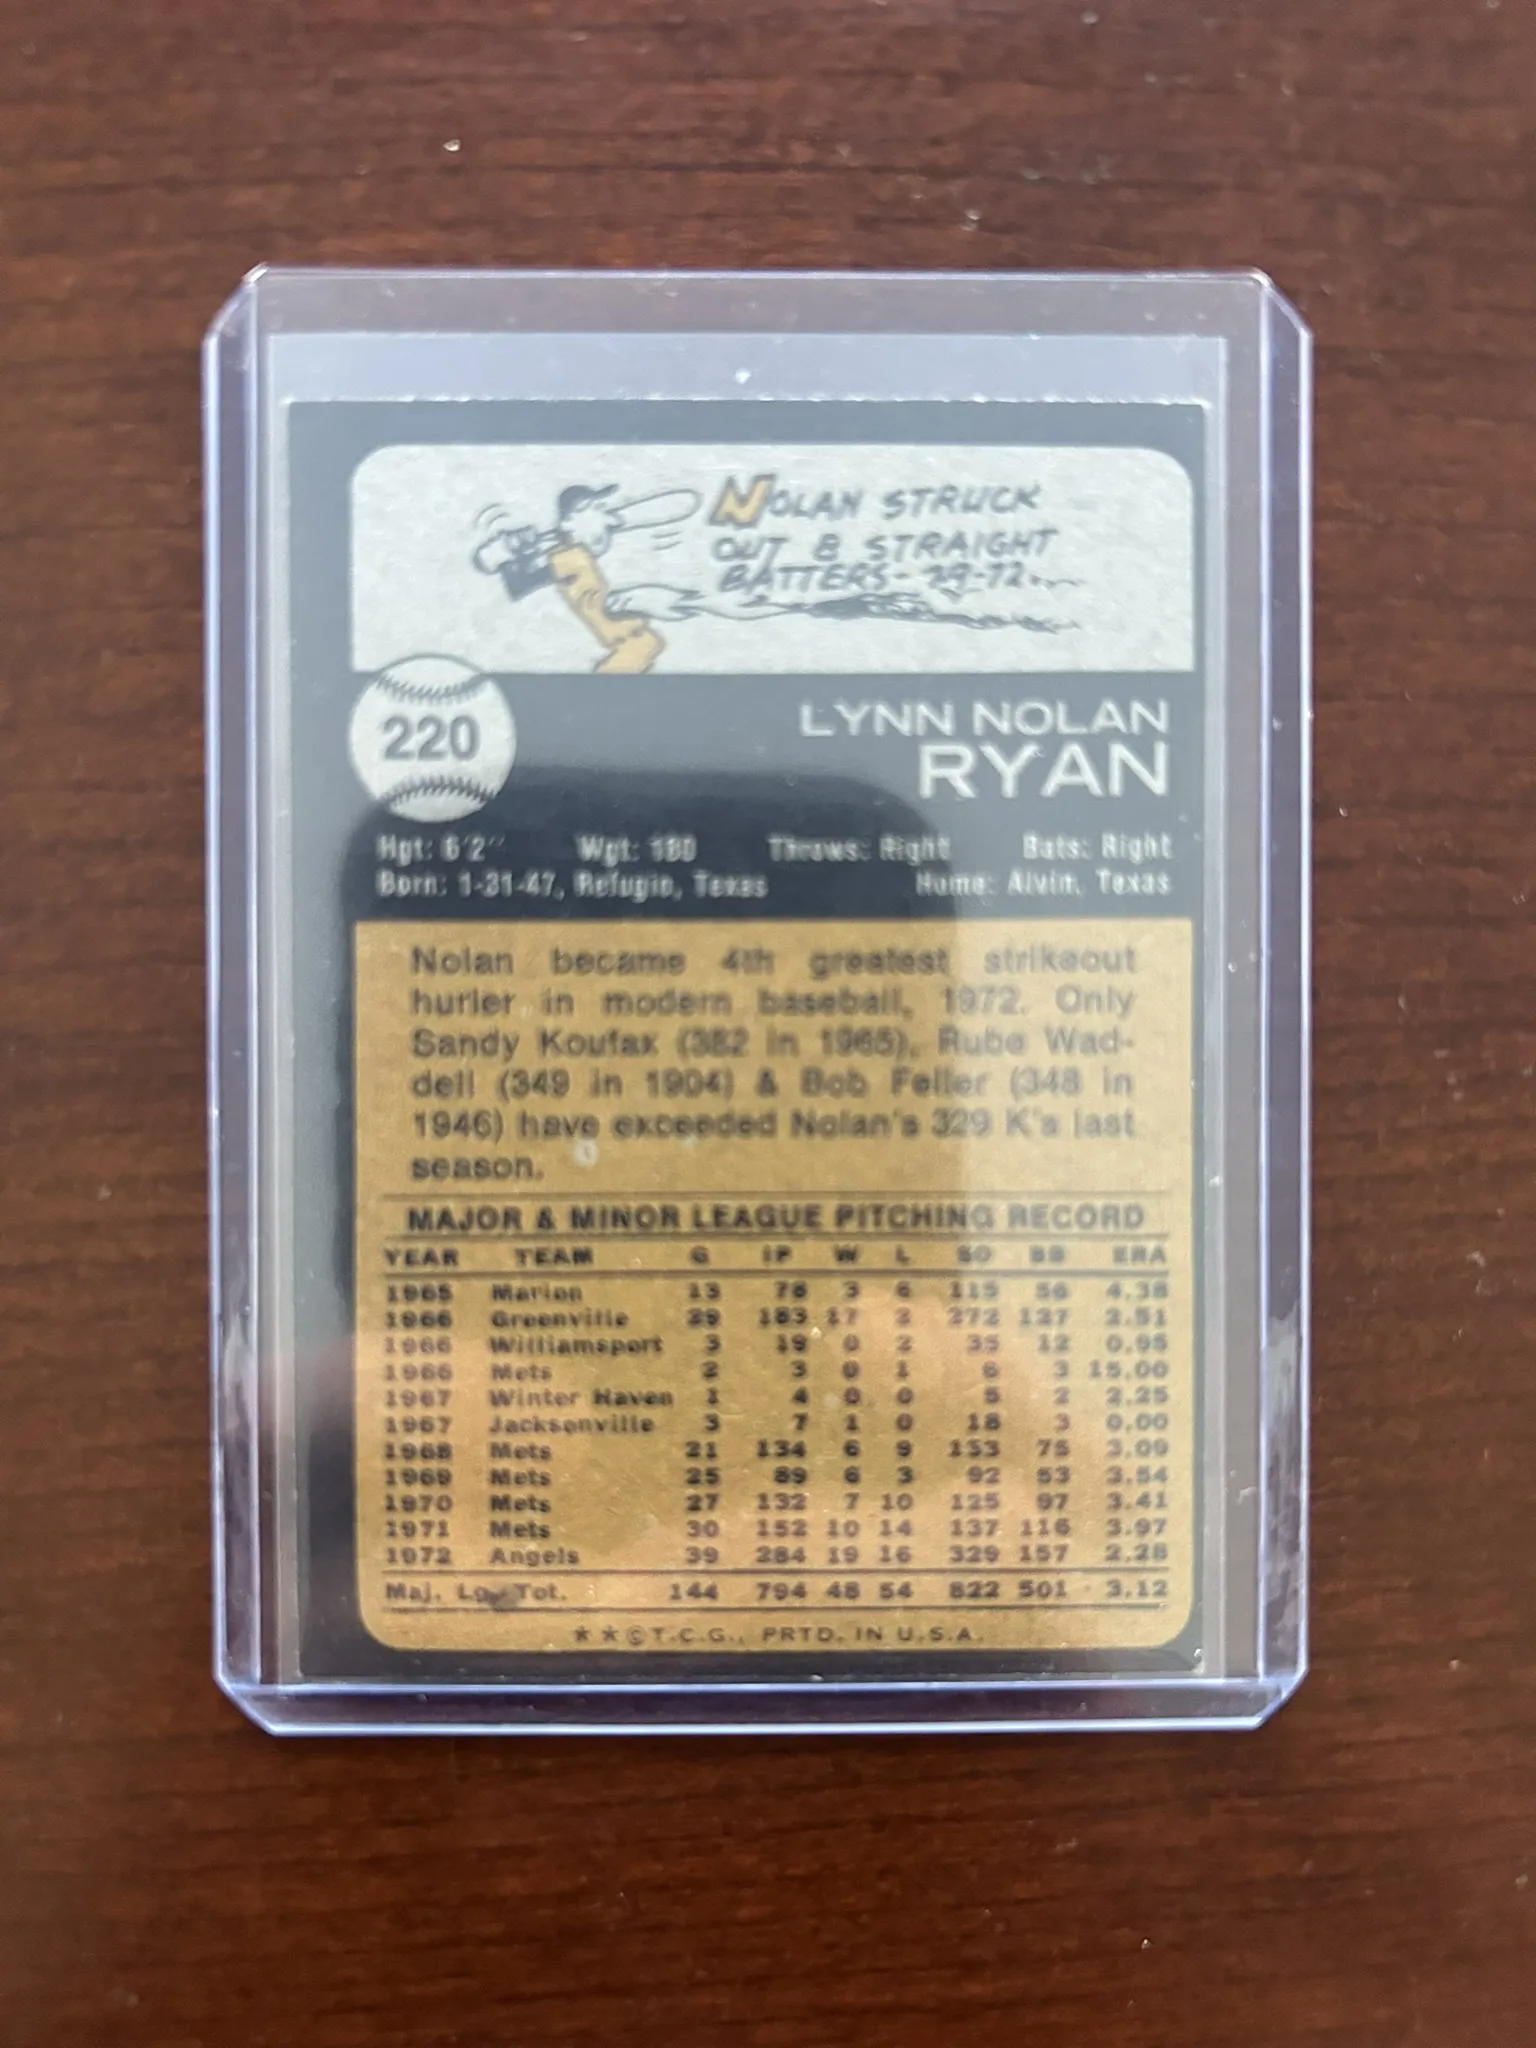 NOLAN STRUCK
OUT 8 STRAIGHT
BATTERS-
220
LYNN NOLAN
RYAN
Hgt: 6'2" Wgt: 180 Throws: Right Bats: Right
Born: 1-31-47, Refugio, Texas Home: Alvin, Texas
Nolan became 4th greatest strikeout
hurler in modern baseball, 1972. Only
Sandy Koufax (382 in 1965), Rube Wad-
dell (349 in 1904) & Bob Feller (348 in
1946) have exceeded Nolan's 329 K's last
season.
MAJOR & MINOR LEAGUE PITCHING RECORD
YEAR TEAM G IP W L SO BB ERA
1965 Marion 13 78 3 6 115 56 4.38
1966 Greenville 29 183 17 2 272 127 2.51
1966 Williamsport 3 19 0 2 35 12 0.95
1966 Mets 2 3 0 1 6 3 15.00
1967 Winter Haven 1 4 0 0 5 2 2.25
1967 Jacksonville 3 7 1 0 18 3 0.00
1968 Mets 21 134 6 9 133 75 3.09
1969 Mets 25 89 6 3 92 53 3.54
1970 Mets 27 132 7 10 125 97 3.41
1971 Mets 30 152 10 14 137 116 3.97
1972 Angels 39 284 19 16 329 157 2.28
Maj. Lg. Tot. 144 794 48 54 822 501 3.12
★★©T.C.G., PRTD. IN U.S.A.